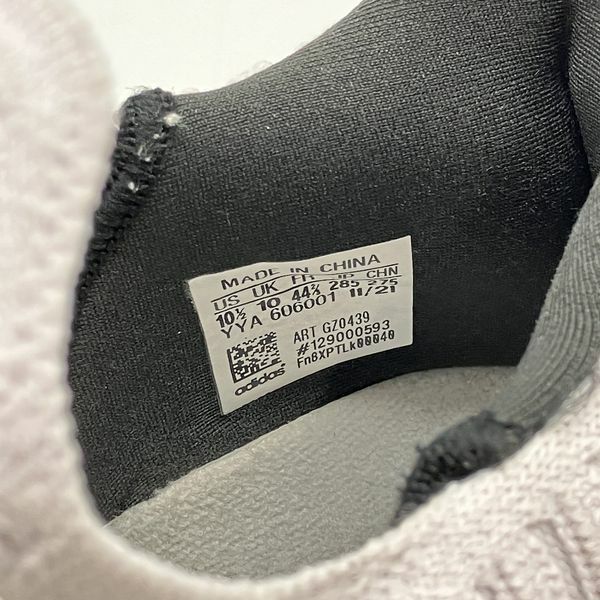 MADE IN CHINA
US UK FR JP CHN
10½ 10 44⅔ 285 275
YYA 606001 11/21
ART GZ0439
#129000593
Fn8XPTLk00040
adidas